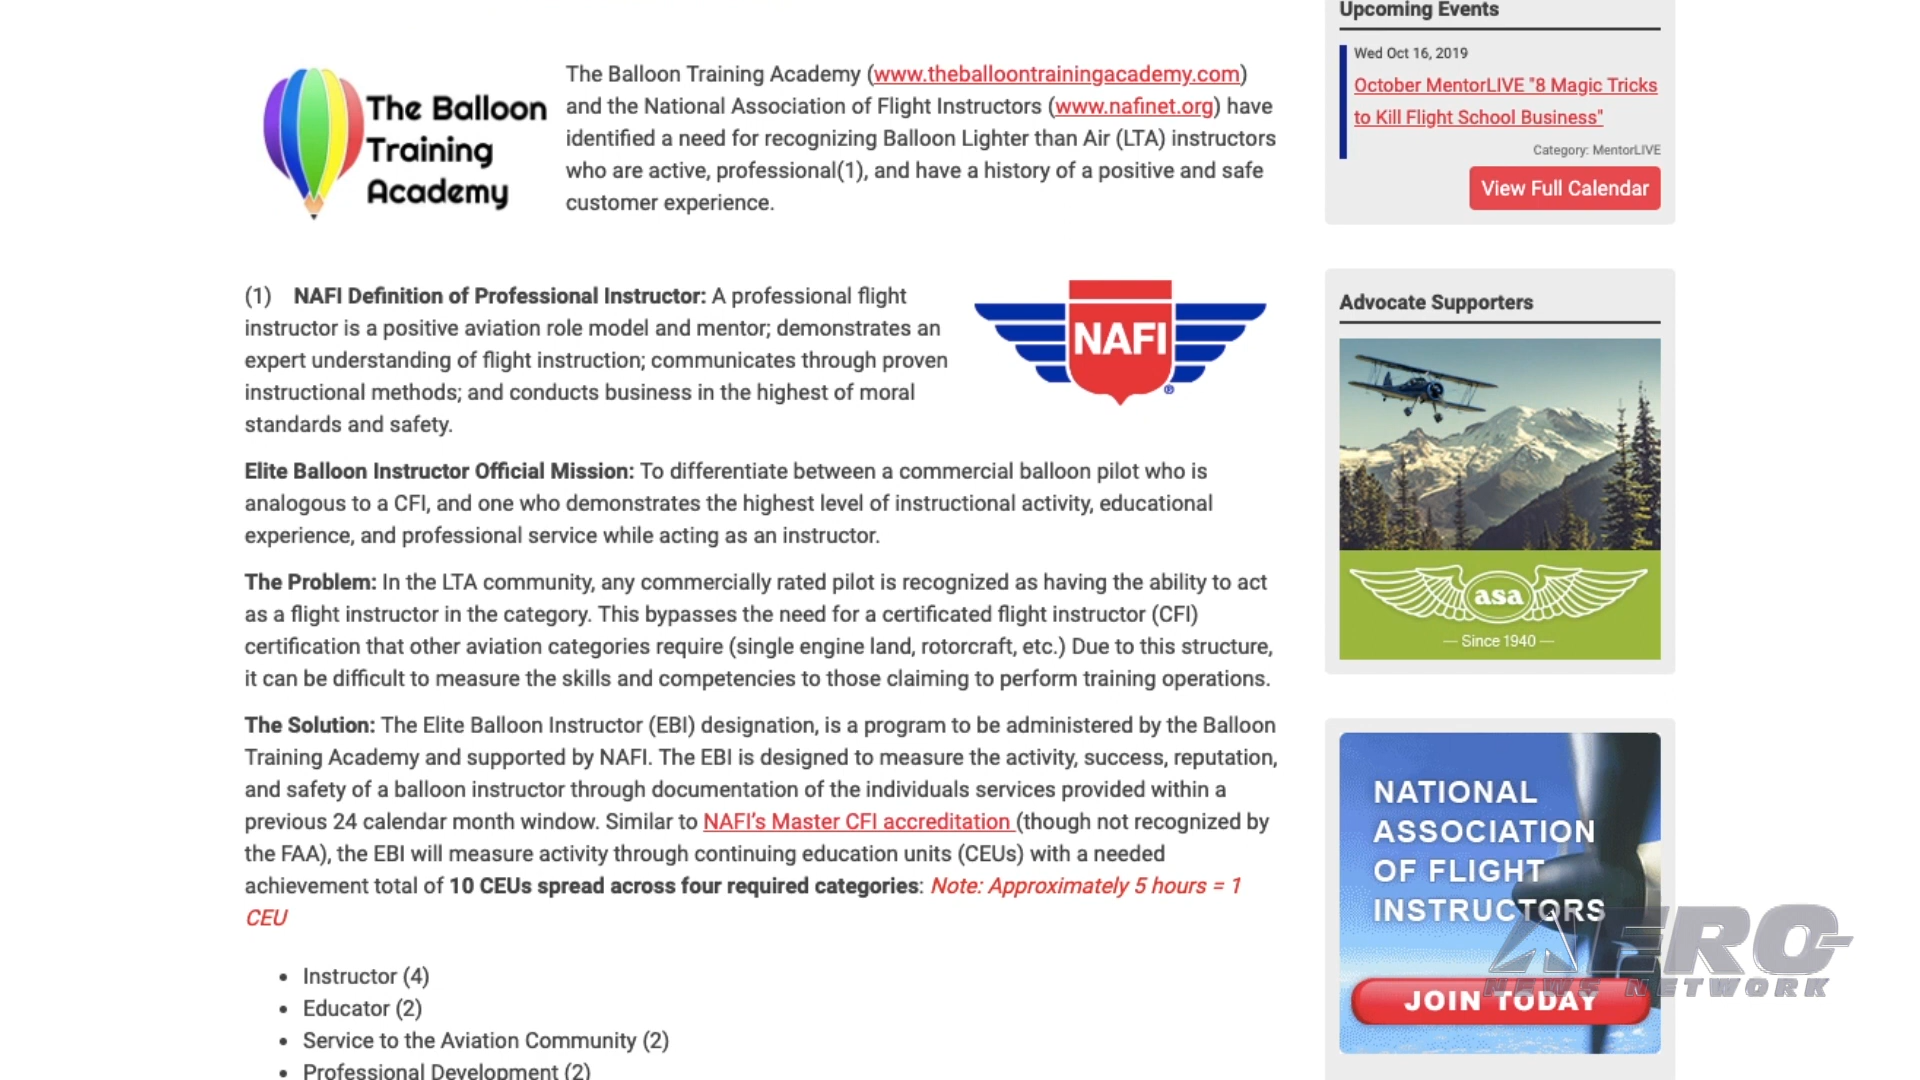 The Balloon
Training
Academy
The Balloon Training Academy (www.theballoontrainingacademy.com)
and the National Association of Flight Instructors (www.nafinet.org) have
identified a need for recognizing Balloon Lighter than Air (LTA) instructors
who are active, professional(1), and have a history of a positive and safe
customer experience.
(1) NAFI Definition of Professional Instructor: A professional flight
instructor is a positive aviation role model and mentor; demonstrates an
expert understanding of flight instruction; communicates through proven
instructional methods; and conducts business in the highest of moral
standards and safety.
NAFI
®
Elite Balloon Instructor Official Mission: To differentiate between a commercial balloon pilot who is
analogous to a CFI, and one who demonstrates the highest level of instructional activity, educational
experience, and professional service while acting as an instructor.
The Problem: In the LTA community, any commercially rated pilot is recognized as having the ability to act
as a flight instructor in the category. This bypasses the need for a certificated flight instructor (CFI)
certification that other aviation categories require (single engine land, rotorcraft, etc.) Due to this structure,
it can be difficult to measure the skills and competencies to those claiming to perform training operations.
The Solution: The Elite Balloon Instructor (EBI) designation, is a program to be administered by the Balloon
Training Academy and supported by NAFI. The EBI is designed to measure the activity, success, reputation,
and safety of a balloon instructor through documentation of the individuals services provided within a
previous 24 calendar month window. Similar to NAFI's Master CFI accreditation (though not recognized by
the FAA), the EBI will measure activity through continuing education units (CEUs) with a needed
achievement total of 10 CEUs spread across four required categories: Note: Approximately 5 hours = 1
CEU
• Instructor (4)
• Educator (2)
• Service to the Aviation Community (2)
• Professional Development (2)
Upcoming Events
Wed Oct 16, 2019
October MentorLIVE "8 Magic Tricks
to Kill Flight School Business"
Category: MentorLIVE
View Full Calendar
Advocate Supporters
asa
— Since 1940 —
NATIONAL
ASSOCIATION
OF FLIGHT
INSTRUCTORS
JOIN TODAY
AERO-
NEWS NETWORK